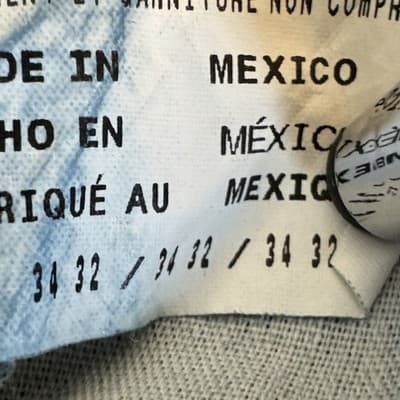 ET GARNITURE NON COMPR
DE IN MEXICO
HO EN MÉXIC
RIQUÉ AU MEXIQ
34 32 / 34 32 / 34 32